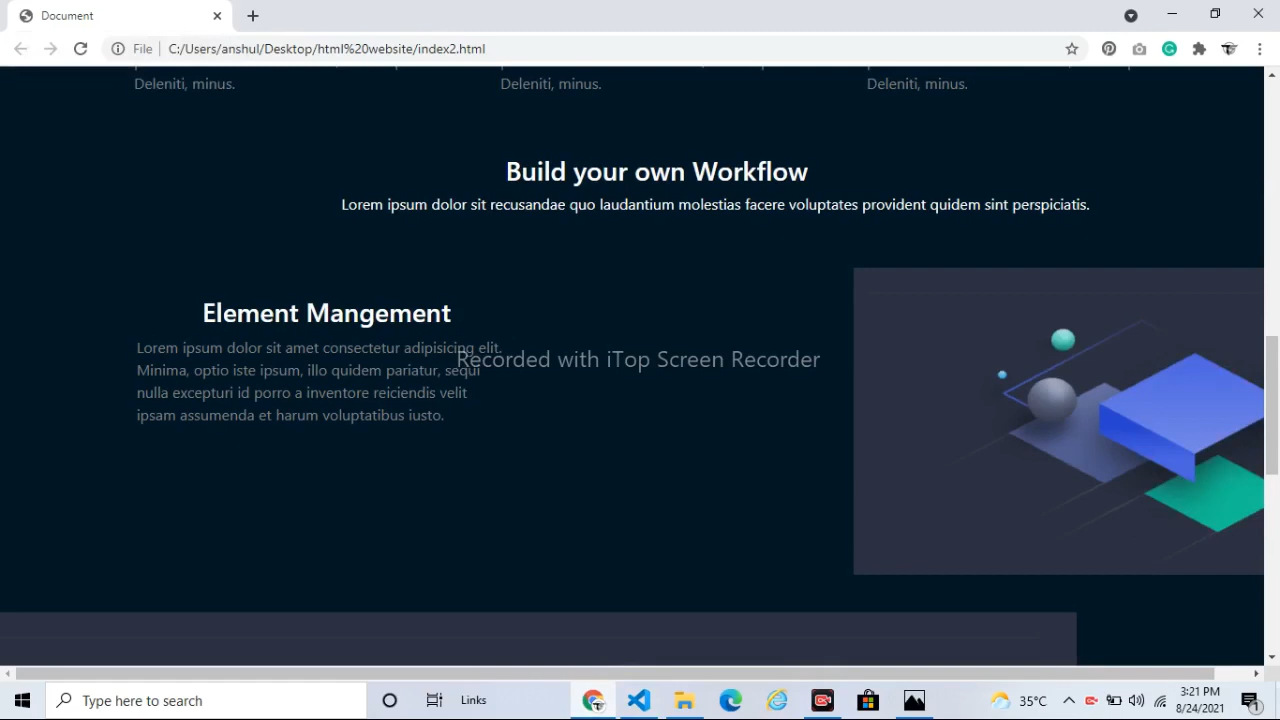 Document
File
C:/Users/anshul/Desktop/html%20website/index2.html
Deleniti, minus.
Deleniti, minus.
Deleniti, minus.
Build your own Workflow
Lorem ipsum dolor sit recusandae quo laudantium molestias facere voluptates provident quidem sint perspiciatis.
Element Mangement
Lorem ipsum dolor sit amet consectetur adipisicing elit.
Minima, optio iste ipsum, illo quidem pariatur, sequi
nulla excepturi id porro a inventore reiciendis velit
ipsam assumenda et harum voluptatibus iusto.
Recorded with iTop Screen Recorder
Type here to search
Links
35°C
3:21 PM
8/24/2021
1